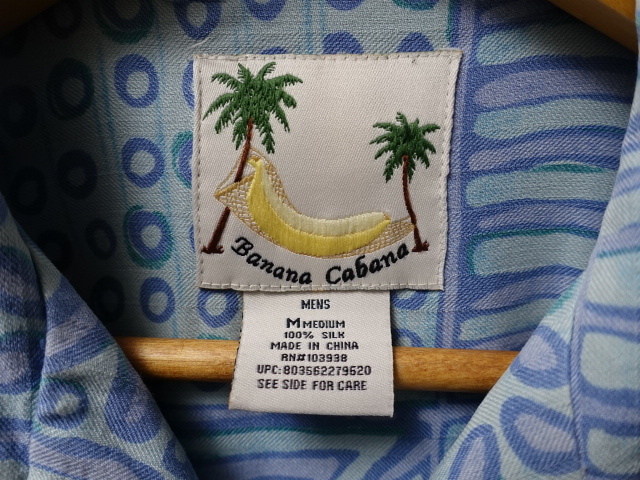 Banana Cabana
MENS
M MEDIUM
100% SILK
MADE IN CHINA
RN#103938
UPC:803562279620
SEE SIDE FOR CARE